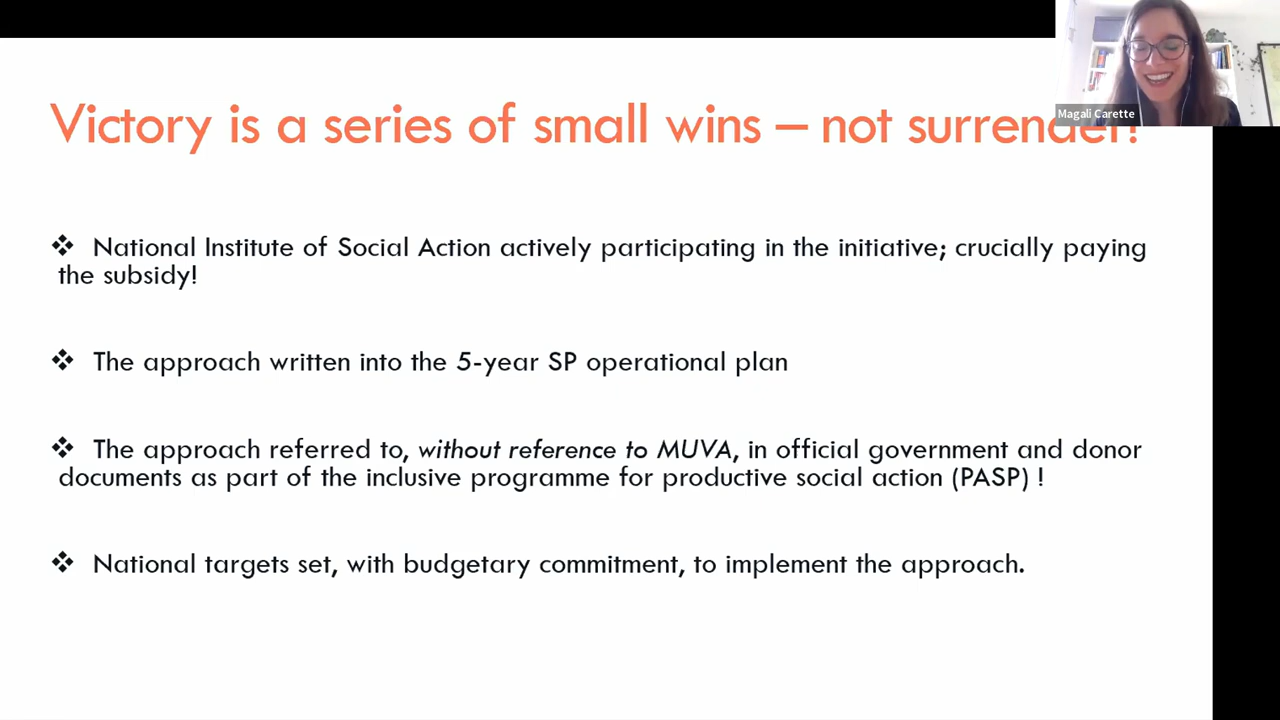 Victory is a series of small wins – not surrender!
Magali Carette
❖ National Institute of Social Action actively participating in the initiative; crucially paying
the subsidy!
❖ The approach written into the 5-year SP operational plan
❖ The approach referred to, without reference to MUVA, in official government and donor
documents as part of the inclusive programme for productive social action (PASP) !
❖ National targets set, with budgetary commitment, to implement the approach.